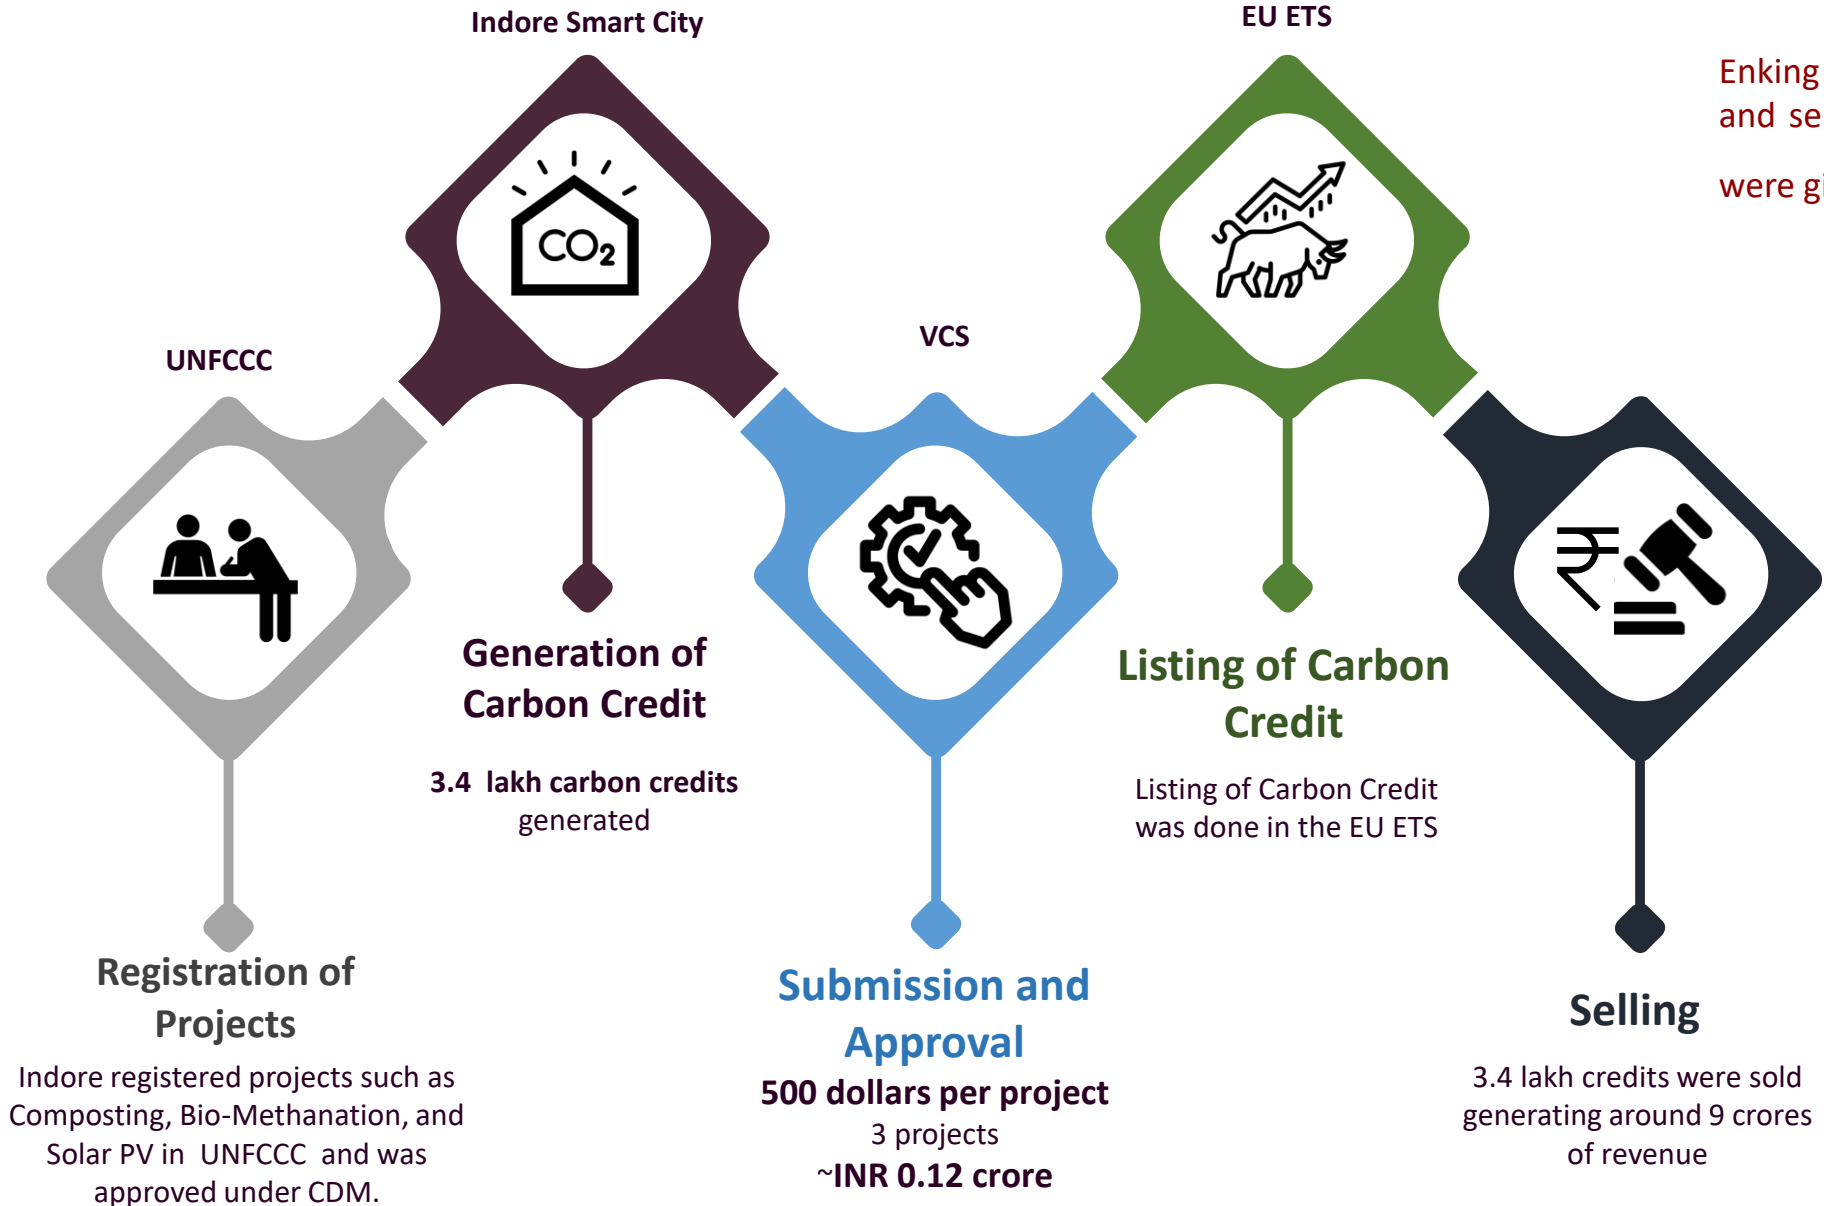 Indore Smart City
EU ETS
Enking
and se
were gi
UNFCCC
VCS
CO2
₹
Generation of
Carbon Credit
3.4 lakh carbon credits
generated
Listing of Carbon
Credit
Listing of Carbon Credit
was done in the EU ETS
Registration of
Projects
Indore registered projects such as
Composting, Bio-Methanation, and
Solar PV in UNFCCC and was
approved under CDM.
Submission and
Approval
500 dollars per project
3 projects
~INR 0.12 crore
Selling
3.4 lakh credits were sold
generating around 9 crores
of revenue